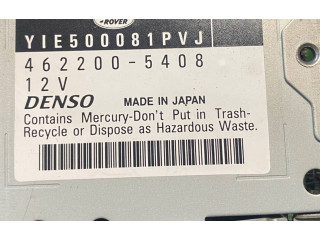 ROVER
YIE500081PVJ
462200-5408
12V
DENSO MADE IN JAPAN
Contains Mercury-Don't Put in Trash-
Recycle or Dispose as Hazardous Waste.